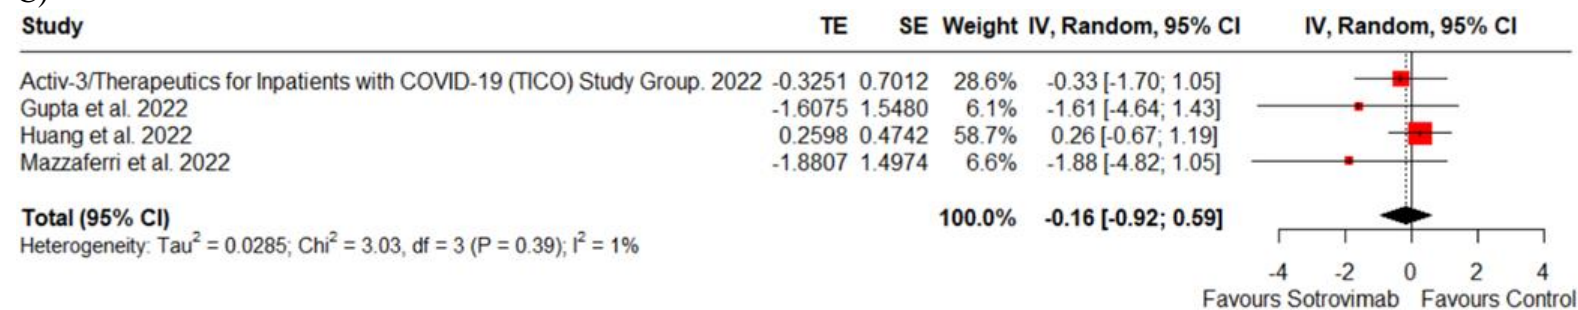 C)
Study TE SE Weight IV, Random, 95% CI IV, Random, 95% CI
Activ-3/Therapeutics for Inpatients with COVID-19 (TICO) Study Group. 2022 -0.3251 0.7012 28.6% -0.33 [-1.70; 1.05]
Gupta et al. 2022 -1.6075 1.5480 6.1% -1.61 [-4.64; 1.43]
Huang et al. 2022 0.2598 0.4742 58.7% 0.26 [-0.67; 1.19]
Mazzaferri et al. 2022 -1.8807 1.4974 6.6% -1.88 [-4.82; 1.05]
Total (95% CI) 100.0% -0.16 [-0.92; 0.59]
Heterogeneity: Tau² = 0.0285; Chi² = 3.03, df = 3 (P = 0.39); I² = 1%
-4 -2 0 2 4
Favours Sotrovimab Favours Control